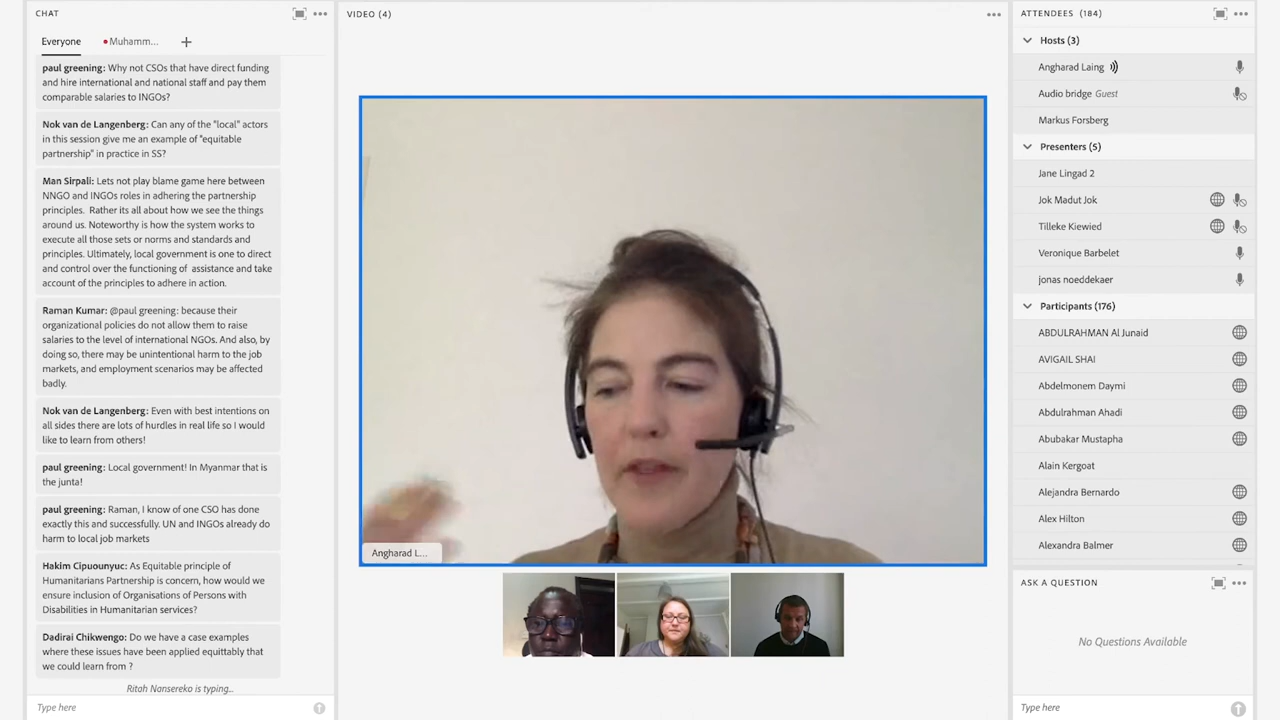 CHAT
Everyone
Muhamm...
paul greening: Why not CSOs that have direct funding
and hire international and national staff and pay them
comparable salaries to INGOs?
Nok van de Langenberg: Can any of the "local" actors
in this session give me an example of "equitable
partnership" in practice in SS?
Man Sirpali: Lets not play blame game here between
NNGO and INGOs roles in adhering the partnership
principles. Rather its all about how we see the things
around us. Noteworthy is how the system works to
execute all those sets or norms and standards and
principles. Ultimately, local government is one to direct
and control over the functioning of assistance and take
account of the principles to adhere in action.
Raman Kumar: @paul greening: because their
organizational policies do not allow them to raise
salaries to the level of international NGOs. And also, by
doing so, there may be unintentional harm to the job
markets, and employment scenarios may be affected
badly.
Nok van de Langenberg: Even with best intentions on
all sides there are lots of hurdles in real life so I would
like to learn from others!
paul greening: Local government! In Myanmar that is
the junta!
paul greening: Raman, I know of one CSO has done
exactly this and successfully. UN and INGOs already do
harm to local job markets
Hakim Cipuounyuc: As Equitable principle of
Humanitarians Partnership is concern, how would we
ensure inclusion of Organisations of Persons with
Disabilities in Humanitarian services?
Dadirai Chikwengo: Do we have a case examples
where these issues have been applied equittably that
we could learn from ?
Ritah Nansereko is typing...
Type here
VIDEO (4)
Angharad L...
ATTENDEES (184)
Hosts (3)
Angharad Laing
Audio bridge Guest
Markus Forsberg
Presenters (5)
Jane Lingad 2
Jok Madut Jok
Tilleke Kiewied
Veronique Barbelet
jonas noeddekaer
Participants (176)
ABDULRAHMAN Al Junaid
AVIGAIL SHAI
Abdelmonem Daymi
Abdulrahman Ahadi
Abubakar Mustapha
Alain Kergoat
Alejandra Bernardo
Alex Hilton
Alexandra Balmer
ASK A QUESTION
No Questions Available
Type here